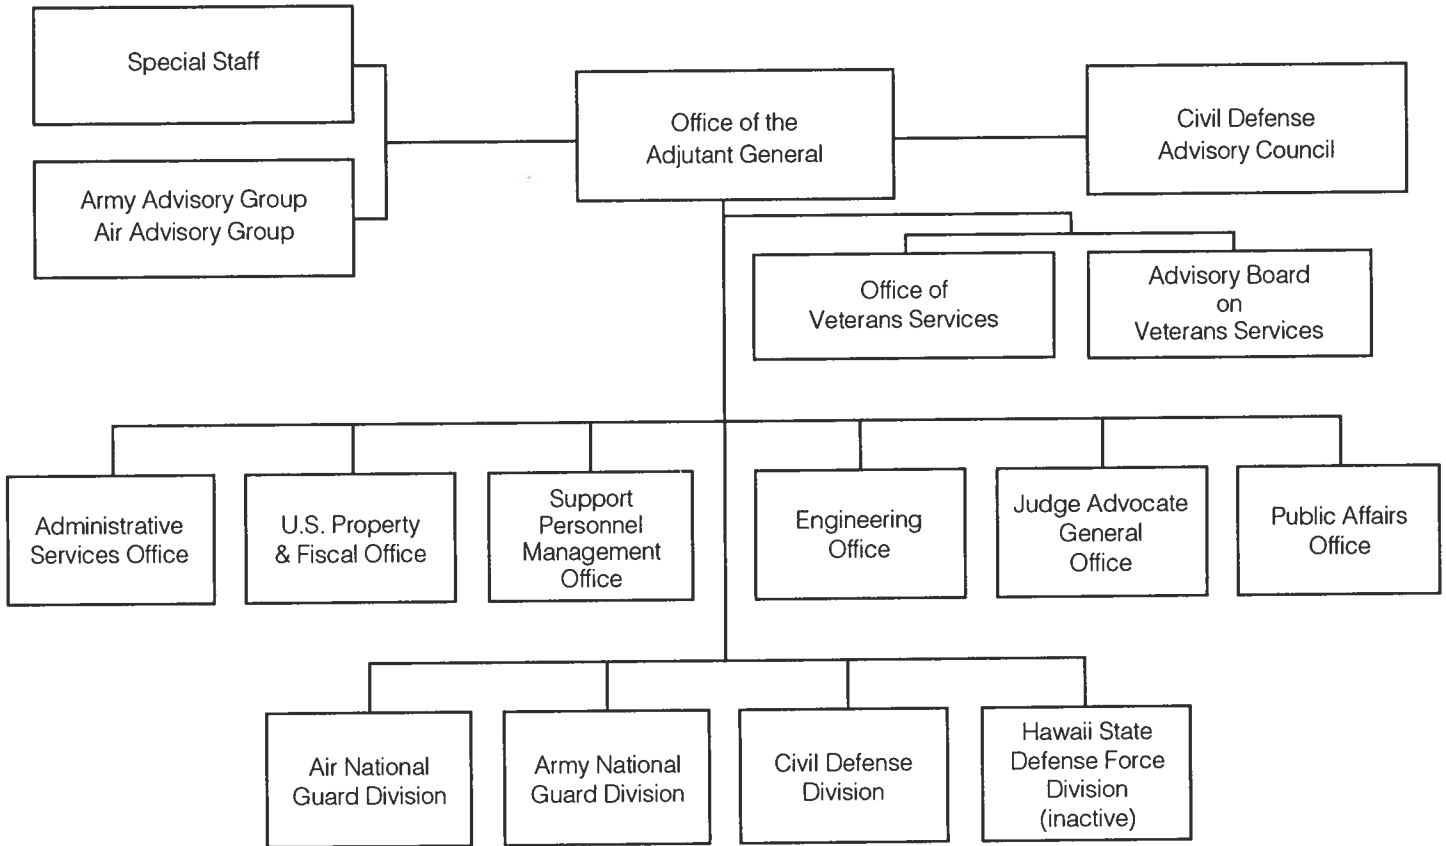 Special Staff
Office of the
Adjutant General
Civil Defense
Advisory Council
Army Advisory Group
Air Advisory Group
Office of
Veterans Services
Advisory Board
on
Veterans Services
Administrative
Services Office
U.S. Property
& Fiscal Office
Support
Personnel
Management
Office
Engineering
Office
Judge Advocate
General
Office
Public Affairs
Office
Air National
Guard Division
Army National
Guard Division
Civil Defense
Division
Hawaii State
Defense Force
Division
(inactive)